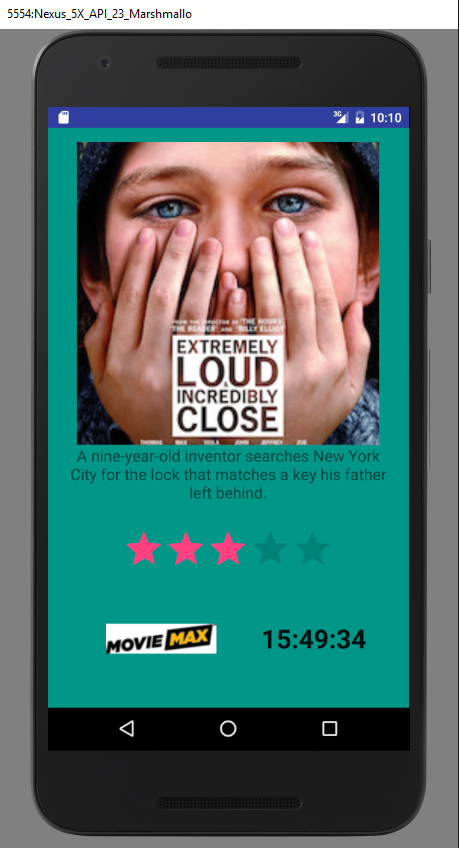 5554:Nexus_5X_API_23_Marshmallo
3G 10:10
FROM THE DIRECTOR OF 'THE HOURS'
'THE READER' AND 'BILLY ELLIOT'
EXTREMELY
LOUD
&
INCREDIBLY
CLOSE
THOMAS MAX VIOLA JOHN JEFFREY ZOE
A nine-year-old inventor searches New York
City for the lock that matches a key his father
left behind.
MOVIE MAX 15:49:34